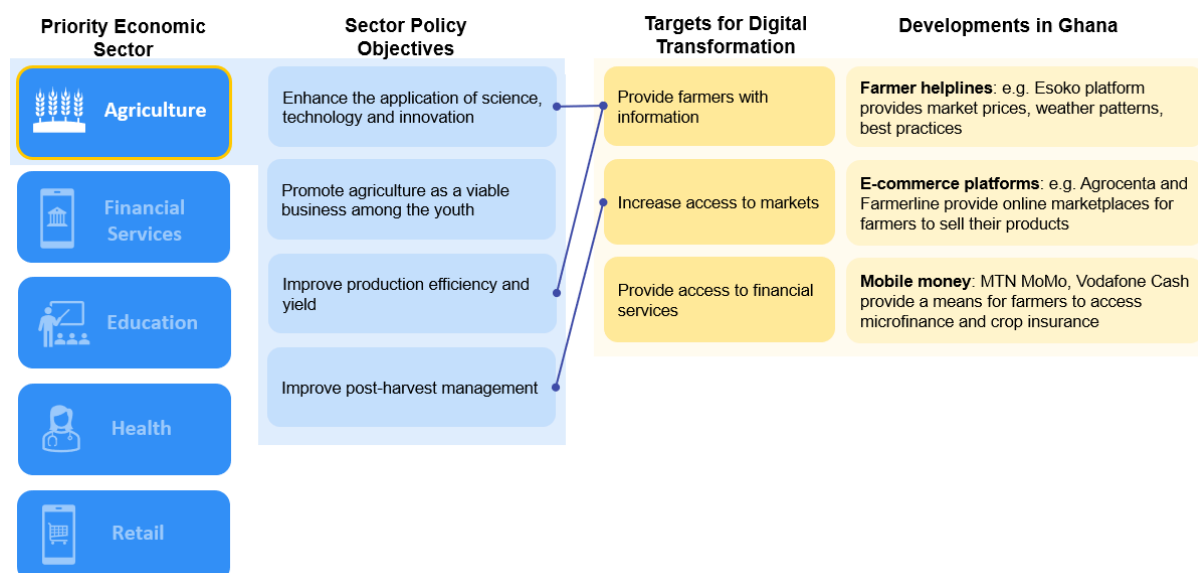 Priority Economic
Sector
Sector Policy
Objectives
Targets for Digital
Transformation
Developments in Ghana
Agriculture
Financial
Services
Education
Health
Retail
Enhance the application of science,
technology and innovation
Promote agriculture as a viable
business among the youth
Improve production efficiency and
yield
Improve post-harvest management
Provide farmers with
information
Increase access to markets
Provide access to financial
services
Farmer helplines: e.g. Esoko platform
provides market prices, weather patterns,
best practices
E-commerce platforms: e.g. Agrocenta and
Farmerline provide online marketplaces for
farmers to sell their products
Mobile money: MTN MoMo, Vodafone Cash
provide a means for farmers to access
microfinance and crop insurance